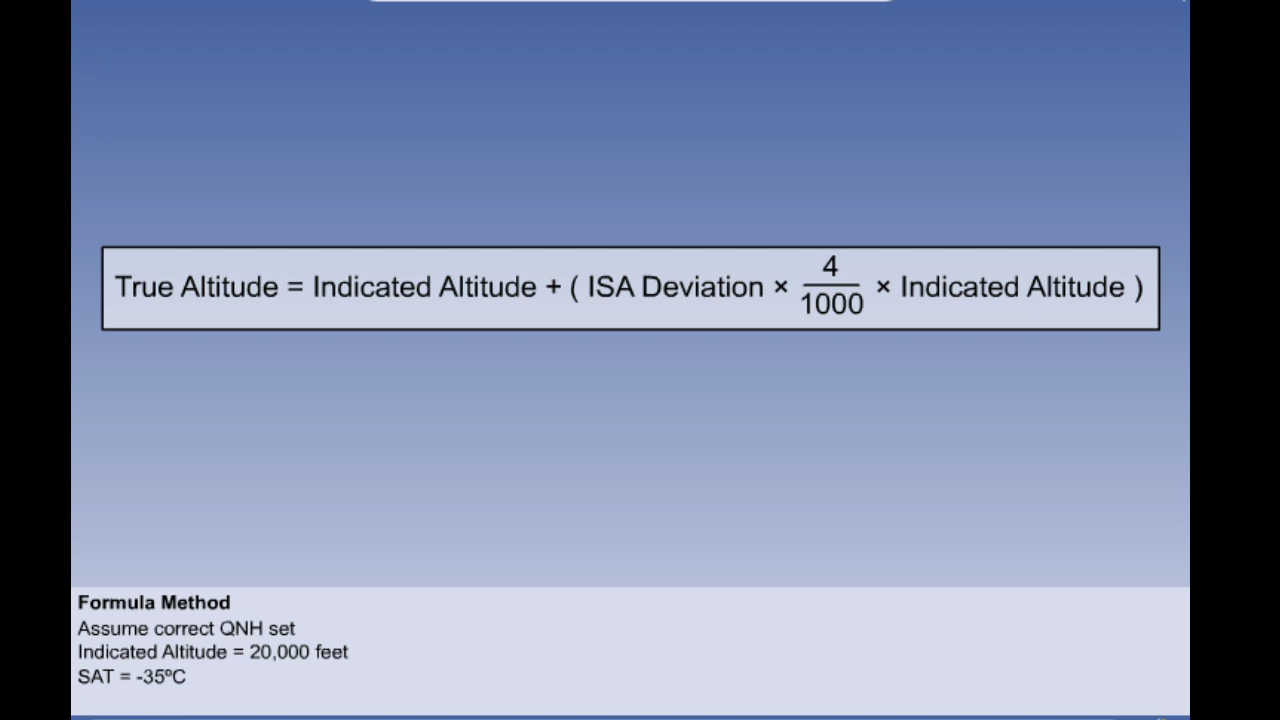 True Altitude = Indicated Altitude + ( ISA Deviation × 4/1000 × Indicated Altitude )
Formula Method
Assume correct QNH set
Indicated Altitude = 20,000 feet
SAT = -35ºC